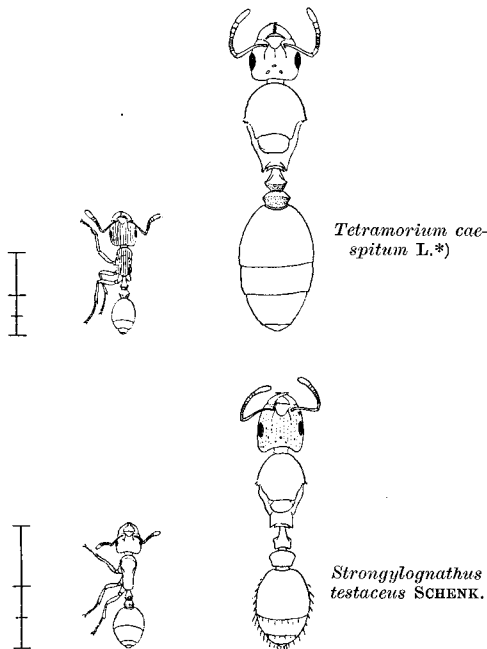 Tetramorium cae-
spitum L.*)
Strongylognathus
testaceus SCHENK.